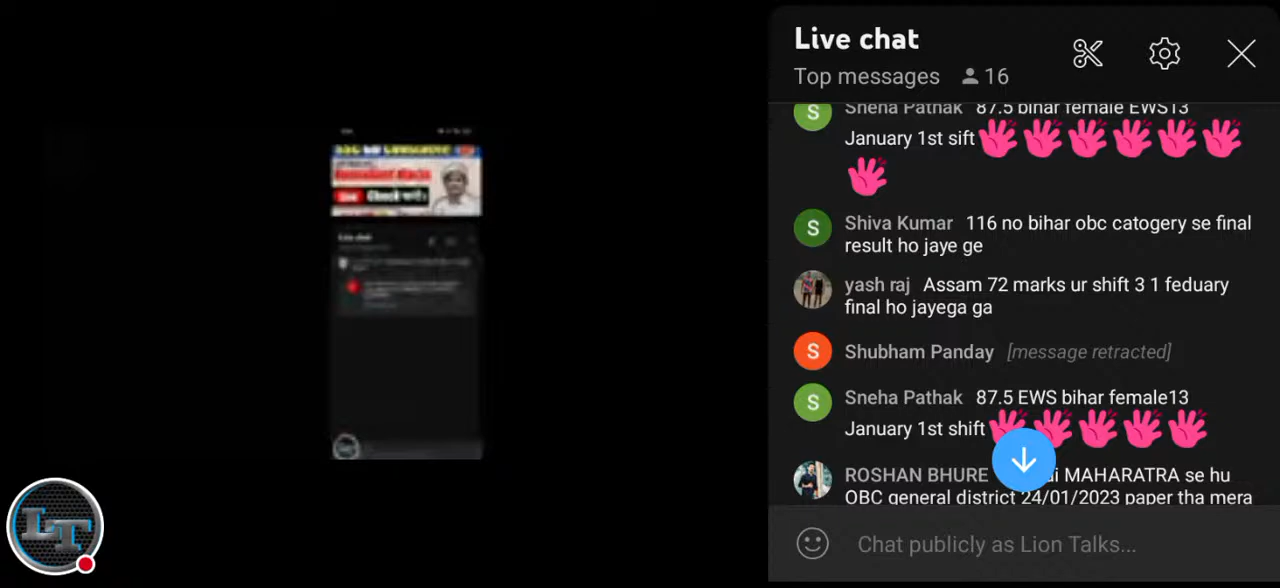 Live chat
Top messages 16
Sneha Pathak 87.5 bihar female EWS13
January 1st sift
S
Shiva Kumar 116 no bihar obc catogery se final
result ho jaye ge
S
yash raj Assam 72 marks ur shift 3 1 feduary
final ho jayega ga
S
Shubham Panday [message retracted]
S
Sneha Pathak 87.5 EWS bihar female13
January 1st shift
ROSHAN BHURE MAHARATRA se hu
OBC general district 24/01/2023 paper tha mera
Chat publicly as Lion Talks...
LT